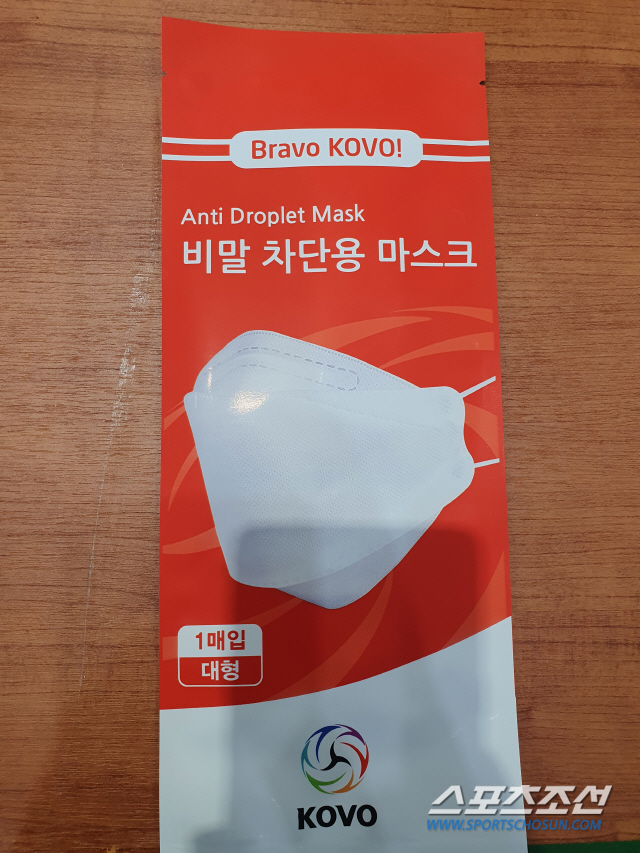 Bravo KOVO!
Anti Droplet Mask
비말 차단용 마스크
1매입
대형
KOVO
스포츠조선
WWW.SPORTSCHOSUN.COM